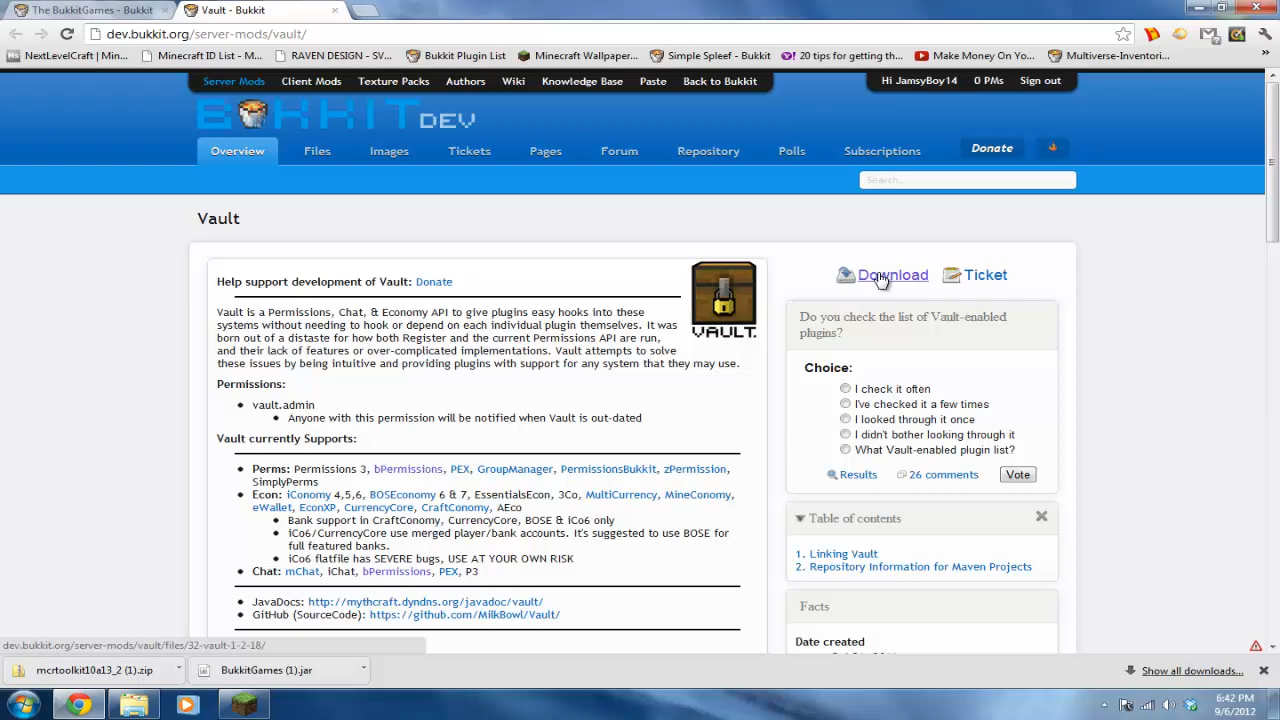 The BukkitGames | Bukkit
Vault - Bukkit
dev.bukkit.org/server-mods/vault/
NextLevelCraft | Min...
Minecraft ID List - M...
RAVEN DESIGN - SV...
Bukkit Plugin List
Minecraft Wallpaper...
Simple Spleef - Bukkit
20 tips for getting th...
Make Money On Yo...
Multiverse-Inventori...
Server Mods Client Mods Texture Packs Authors Wiki Knowledge Base Paste Back to Bukkit
Hi JamsyBoy14 0 PMs Sign out
BUKKIT DEV
Overview Files Images Tickets Pages Forum Repository Polls Subscriptions Donate
Search...
Vault
Help support development of Vault: Donate
VAULT.
Vault is a Permissions, Chat, & Economy API to give plugins easy hooks into these
systems without needing to hook or depend on each individual plugin themselves. It was
born out of a distaste for how both Register and the current Permissions API are run,
and their lack of features or over-complicated implementations. Vault attempts to solve
these issues by being intuitive and providing plugins with support for any system that they may use.
Permissions:
vault.admin
Anyone with this permission will be notified when Vault is out-dated
Vault currently Supports:
Perms: Permissions 3, bPermissions, PEX, GroupManager, PermissionsBukkit, zPermission,
SimplyPerms
Econ: iConomy 4,5,6, BOSEconomy 6 & 7, EssentialsEcon, 3Co, MultiCurrency, MineConomy,
eWallet, EconXP, CurrencyCore, CraftConomy, AEco
Bank support in CraftConomy, CurrencyCore, BOSE & iCo6 only
iCo6/CurrencyCore use merged player/bank accounts. It's suggested to use BOSE for
full featured banks.
iCo6 flatfile has SEVERE bugs, USE AT YOUR OWN RISK
Chat: mChat, iChat, bPermissions, PEX, P3
JavaDocs: http://mythcraft.dyndns.org/javadoc/vault/
GitHub (SourceCode): https://github.com/MilkBowl/Vault/
Download Ticket
Do you check the list of Vault-enabled
plugins?
Choice:
I check it often
I've checked it a few times
I looked through it once
I didn't bother looking through it
What Vault-enabled plugin list?
Results 26 comments Vote
Table of contents
1. Linking Vault
2. Repository Information for Maven Projects
Facts
Date created
dev.bukkit.org/server-mods/vault/files/32-vault-1-2-18/
mcrtoolkit10a13_2 (1).zip
BukkitGames (1).jar
Show all downloads...
6:42 PM
9/6/2012